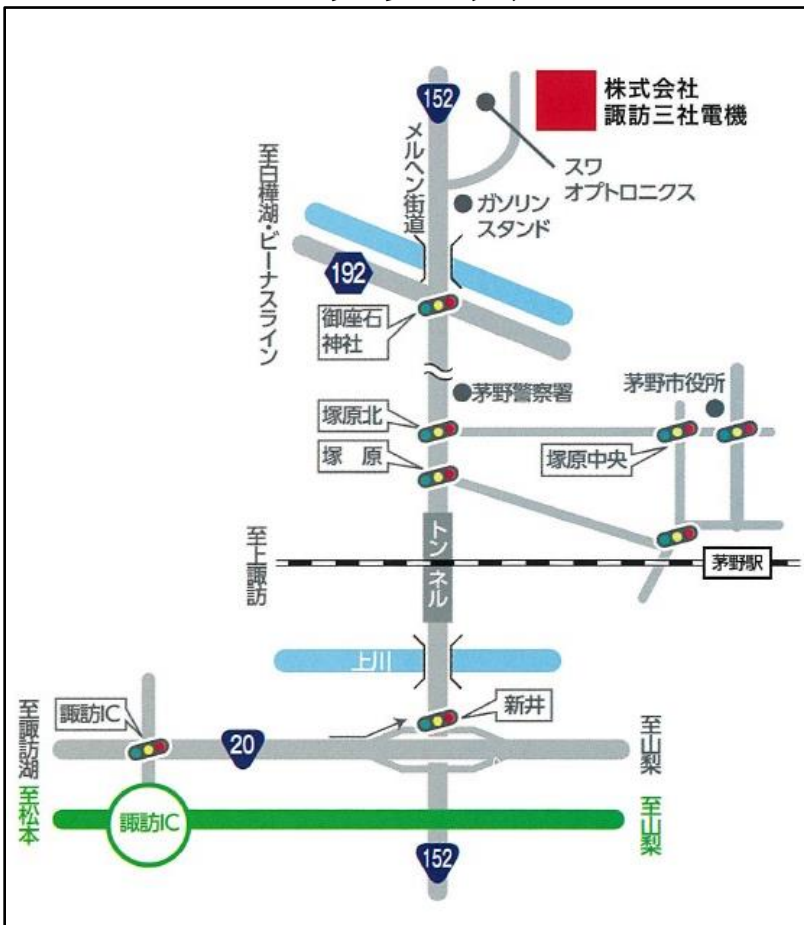 152
株式会社
諏訪三社電機
メルヘン街道
スワ
オプトロニクス
至白樺湖・ビーナスライン
ガソリン
スタンド
192
御座石
神社
茅野警察署
茅野市役所
塚原北
塚原中央
塚　原
至上諏訪
トンネル
茅野駅
上川
新井
諏訪IC
至諏訪湖
20
至山梨
至松本
諏訪IC
至山梨
152